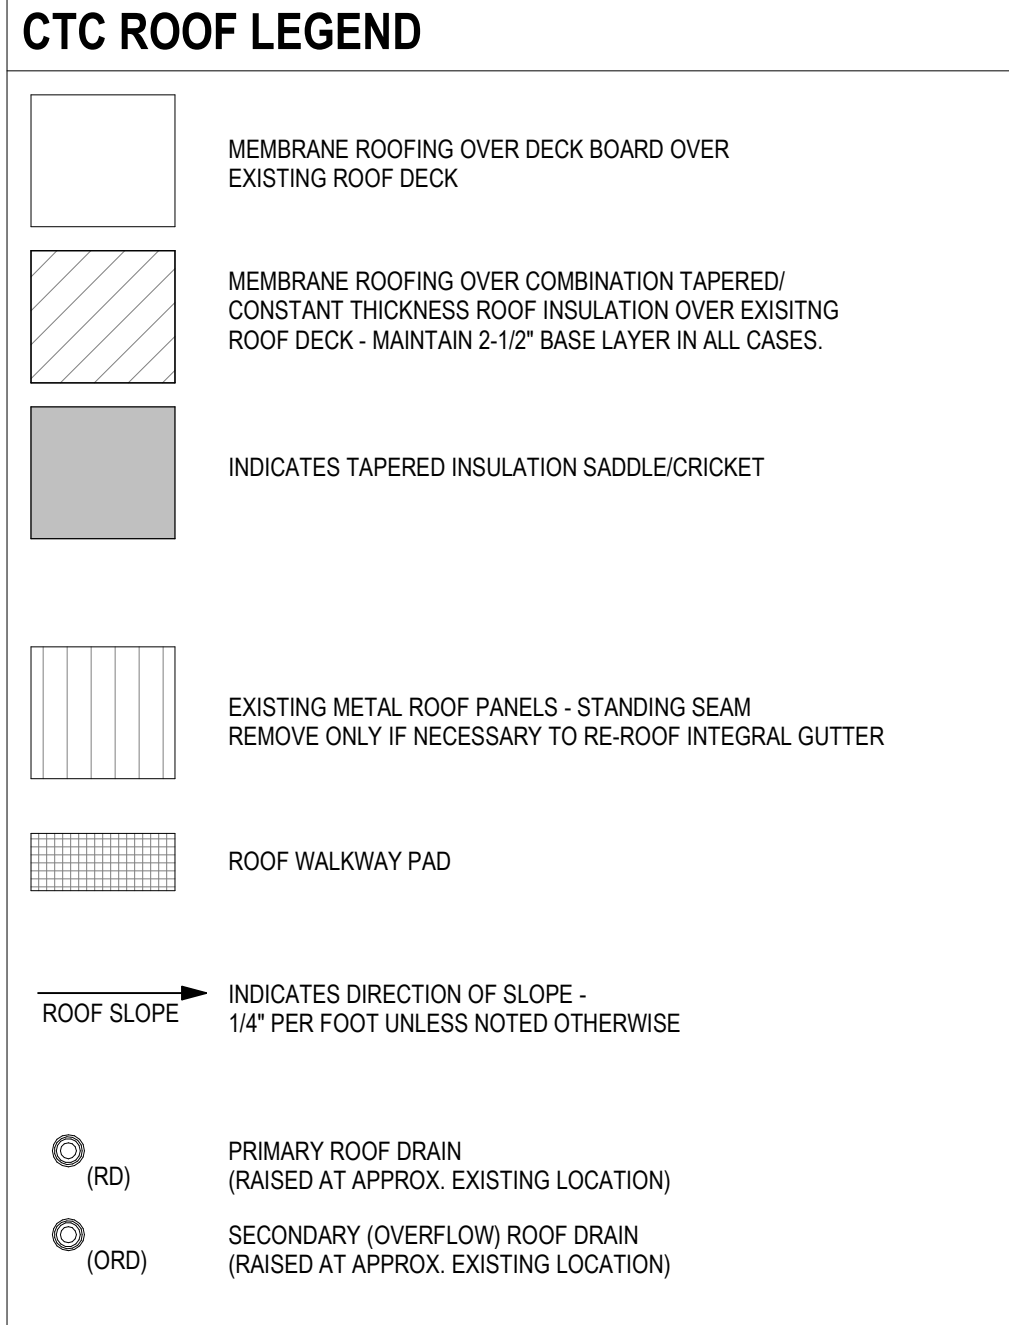 CTC ROOF LEGEND
MEMBRANE ROOFING OVER DECK BOARD OVER
EXISTING ROOF DECK
MEMBRANE ROOFING OVER COMBINATION TAPERED/
CONSTANT THICKNESS ROOF INSULATION OVER EXISITNG
ROOF DECK - MAINTAIN 2-1/2" BASE LAYER IN ALL CASES.
INDICATES TAPERED INSULATION SADDLE/CRICKET
EXISTING METAL ROOF PANELS - STANDING SEAM
REMOVE ONLY IF NECESSARY TO RE-ROOF INTEGRAL GUTTER
ROOF WALKWAY PAD
ROOF SLOPE
INDICATES DIRECTION OF SLOPE -
1/4" PER FOOT UNLESS NOTED OTHERWISE
(RD)
PRIMARY ROOF DRAIN
(RAISED AT APPROX. EXISTING LOCATION)
(ORD)
SECONDARY (OVERFLOW) ROOF DRAIN
(RAISED AT APPROX. EXISTING LOCATION)